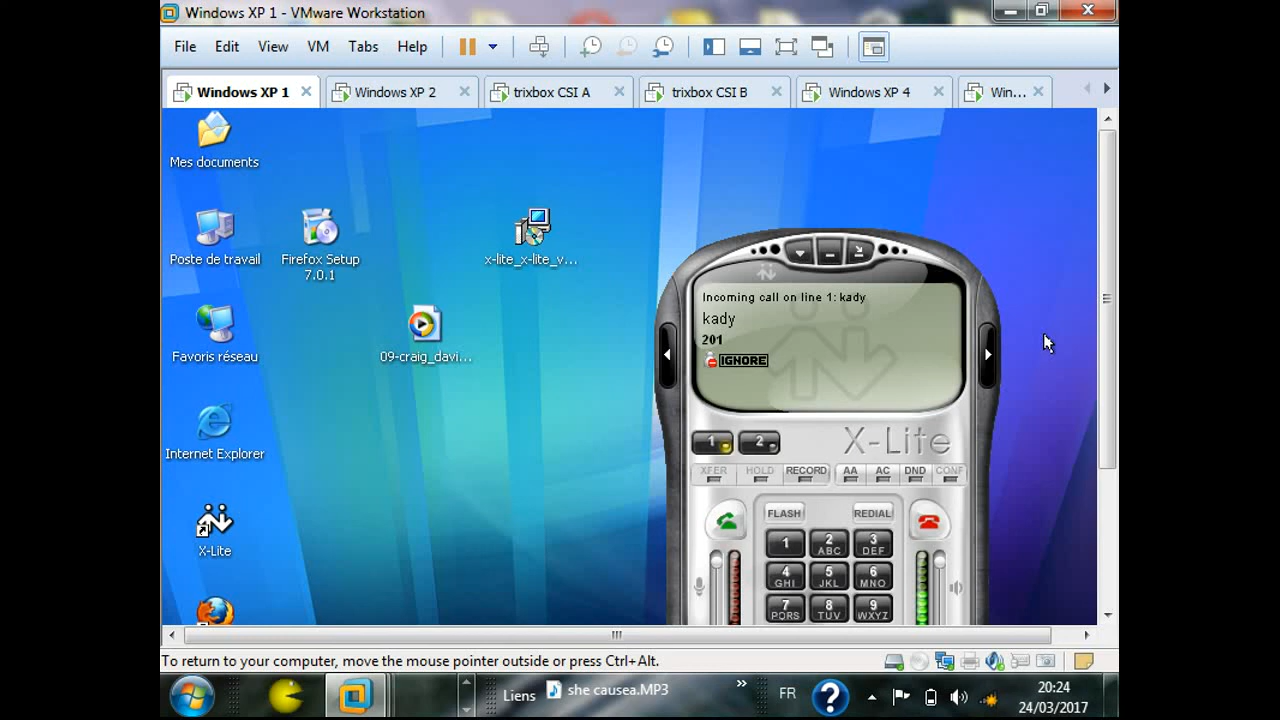 Windows XP 1 - VMware Workstation
File Edit View VM Tabs Help
Windows XP 1 Windows XP 2 trixbox CSI A trixbox CSI B Windows XP 4 Win...
Mes documents
Poste de travail
Firefox Setup
7.0.1
x-lite_x-lite_v...
Favoris réseau
09-craig_davi...
Internet Explorer
X-Lite
Incoming call on line 1: kady
kady
201
IGNORE
1 2 X-Lite
XFER HOLD RECORD AA AC DND CONF
FLASH REDIAL
1 2 ABC 3 DEF
4 GHI 5 JKL 6 MNO
7 PQRS 8 TUV 9 WXYZ
To return to your computer, move the mouse pointer outside or press Ctrl+Alt.
Liens she causea.MP3 » FR ? 20:24
24/03/2017